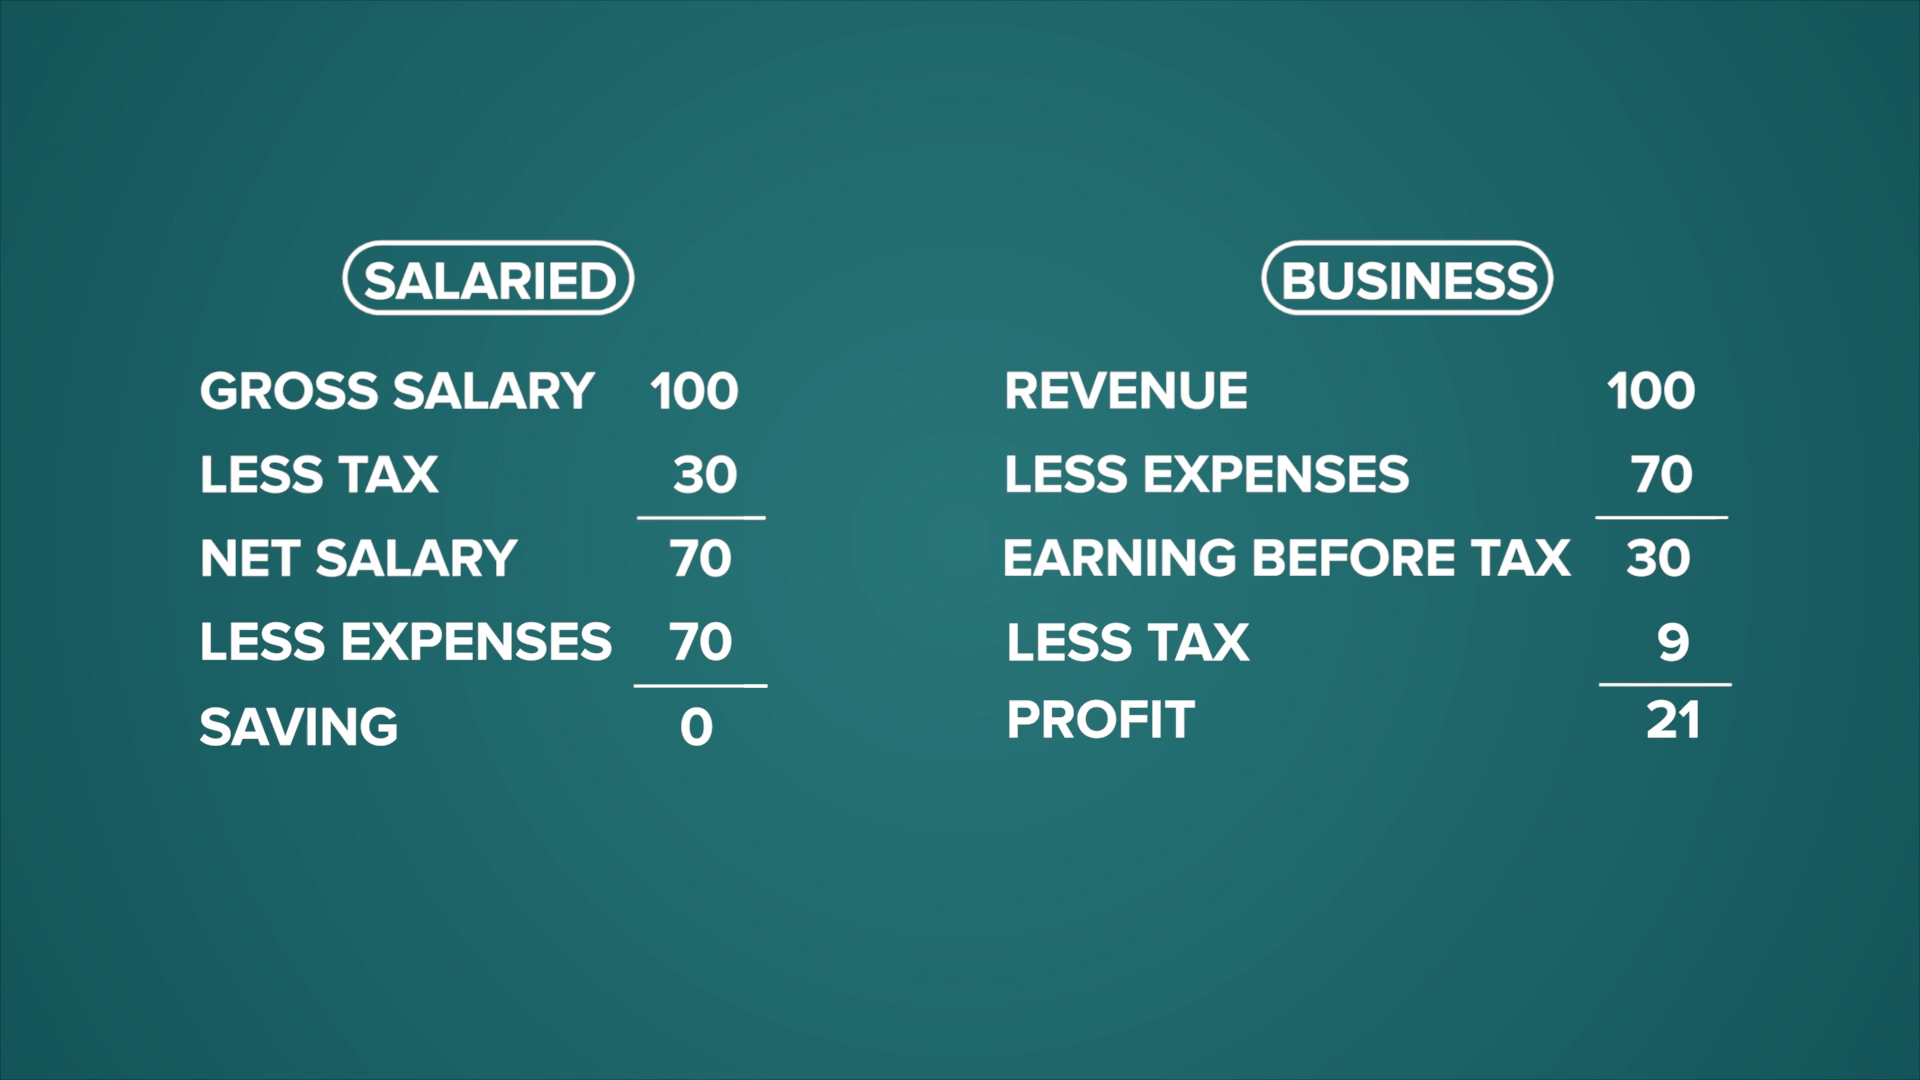 SALARIED
GROSS SALARY 100
LESS TAX 30
NET SALARY 70
LESS EXPENSES 70
SAVING 0
BUSINESS
REVENUE 100
LESS EXPENSES 70
EARNING BEFORE TAX 30
LESS TAX 9
PROFIT 21